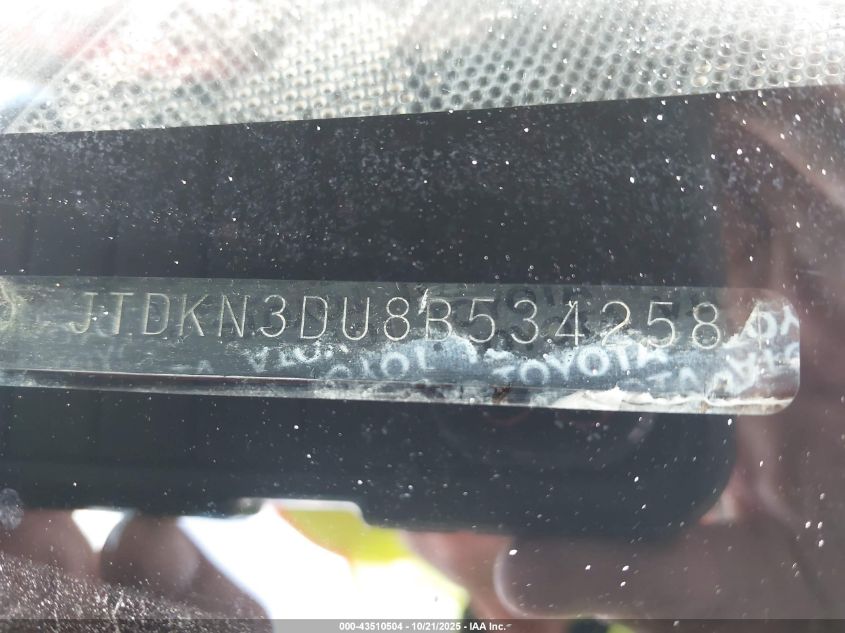 JTDKN3DU8B5342584
TOYOTA
000-43510504 - 10/21/2025 - IAA Inc.